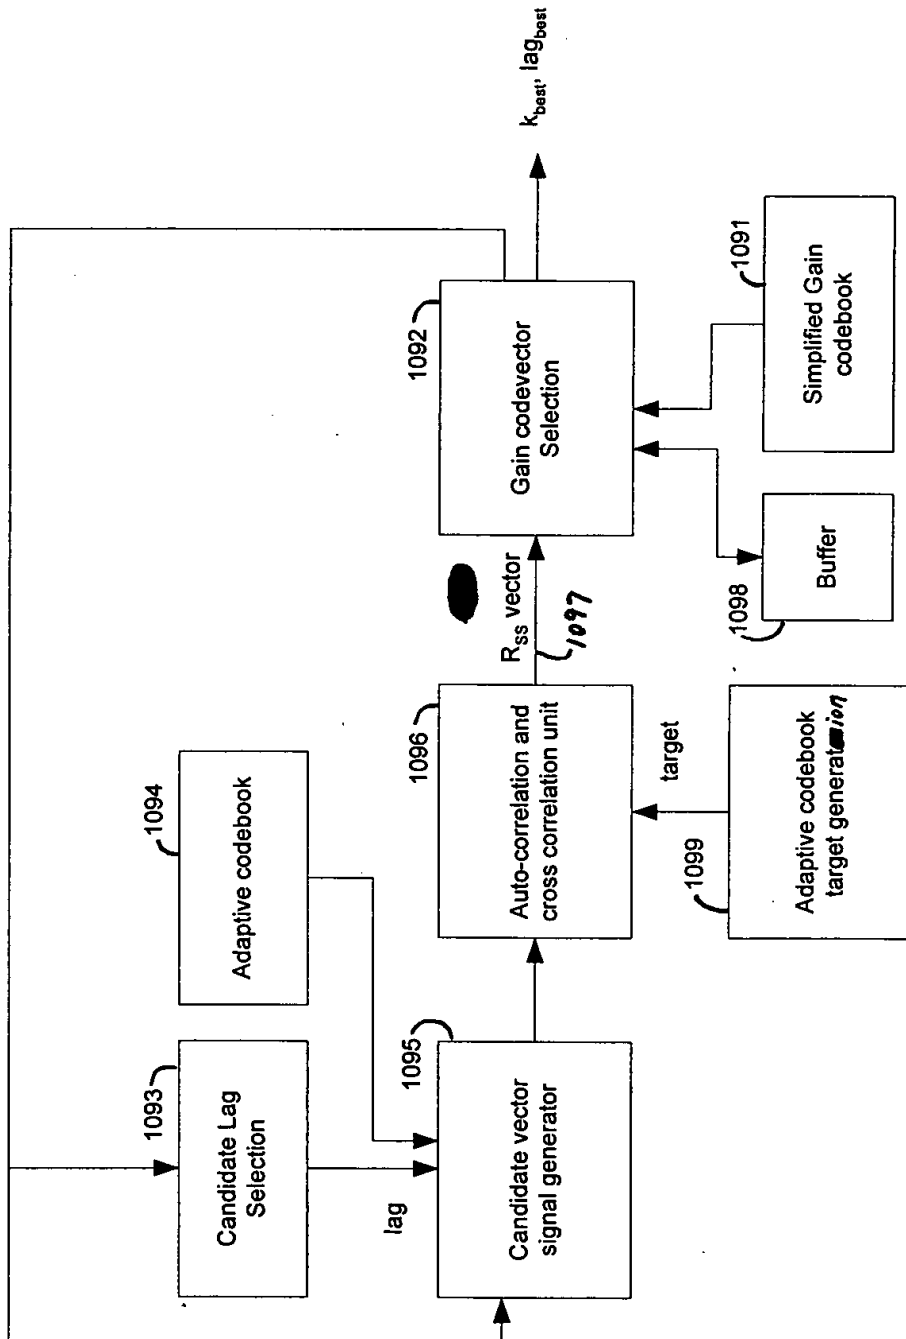 1093
Candidate Lag
Selection
1094
Adaptive codebook
lag
1095
Candidate vector
signal generator
1096
Auto-correlation and
cross correlation unit
target
1099
Adaptive codebook
target generation
Rss vector
1097
1092
Gain codevector
Selection
kbest, lagbest
1098
Buffer
1091
Simplified Gain
codebook